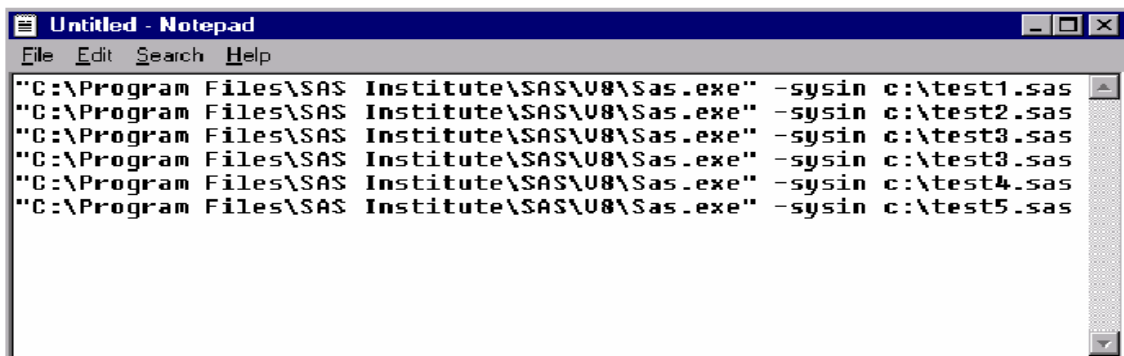 Untitled - Notepad
File Edit Search Help
"C:\Program Files\SAS Institute\SAS\V8\Sas.exe" -sysin c:\test1.sas
"C:\Program Files\SAS Institute\SAS\V8\Sas.exe" -sysin c:\test2.sas
"C:\Program Files\SAS Institute\SAS\V8\Sas.exe" -sysin c:\test3.sas
"C:\Program Files\SAS Institute\SAS\V8\Sas.exe" -sysin c:\test3.sas
"C:\Program Files\SAS Institute\SAS\V8\Sas.exe" -sysin c:\test4.sas
"C:\Program Files\SAS Institute\SAS\V8\Sas.exe" -sysin c:\test5.sas